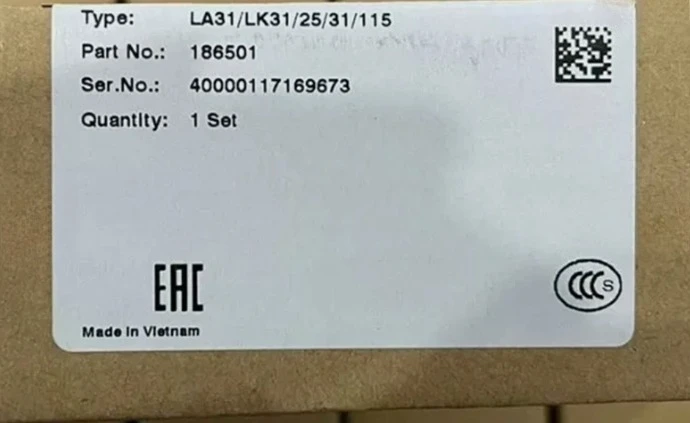 Type: LA31/LK31/25/31/115
Part No.: 186501
Ser.No.: 40000117169673
Quantity: 1 Set
EAC
CCC S
Made in Vietnam